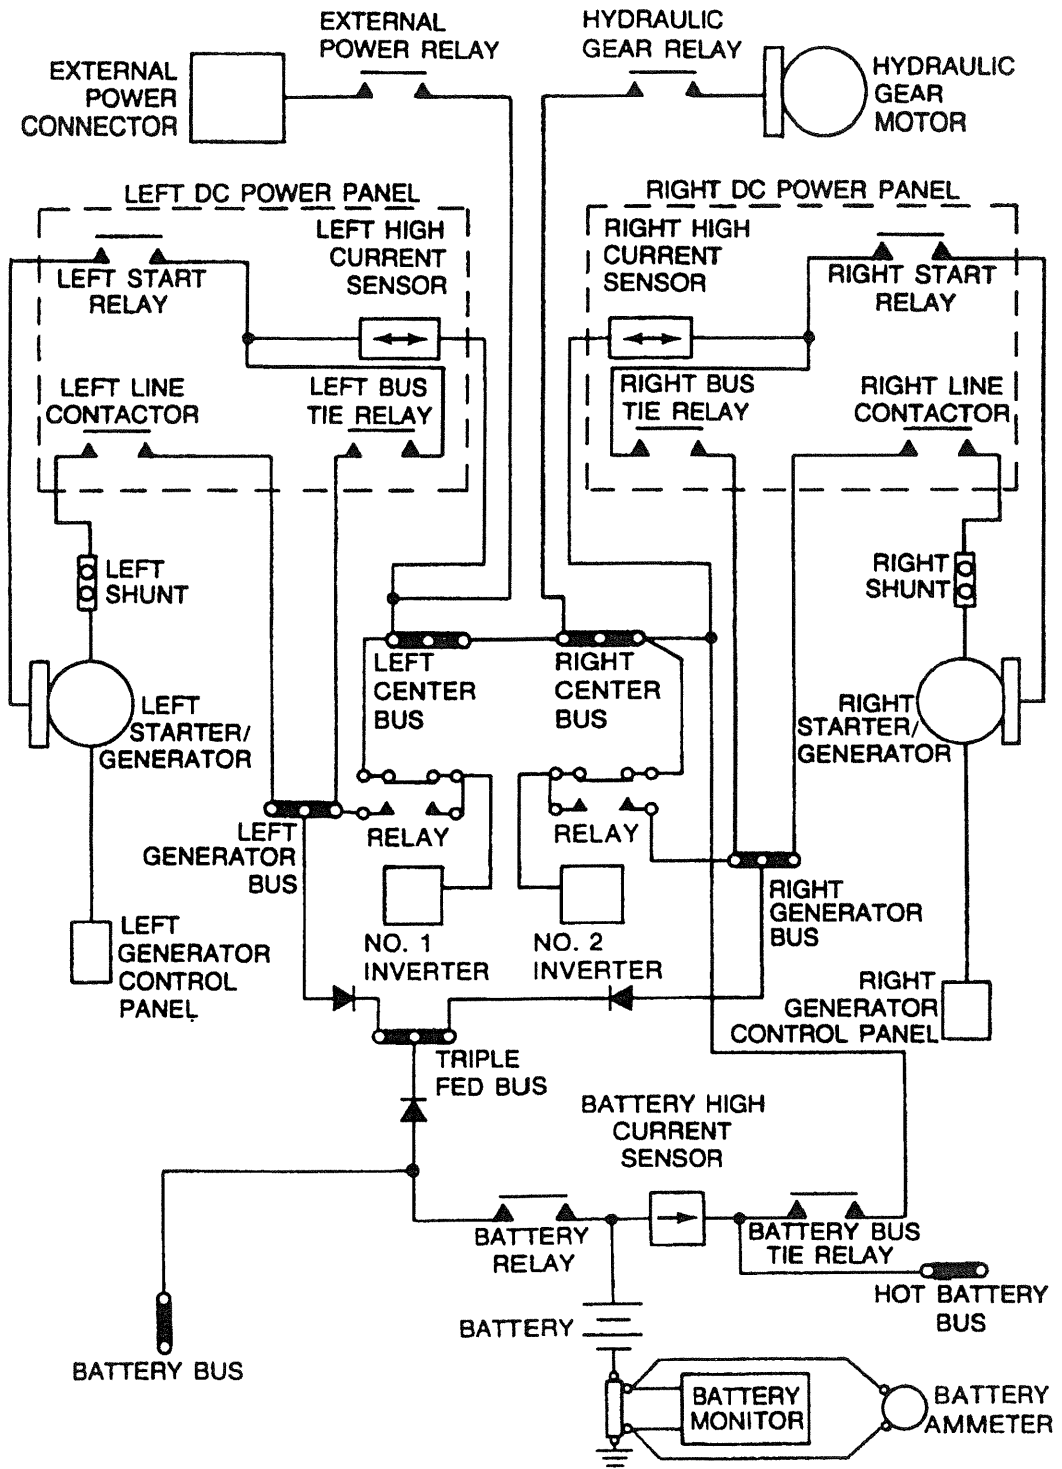 EXTERNAL
POWER RELAY
HYDRAULIC
GEAR RELAY
EXTERNAL
POWER
CONNECTOR
HYDRAULIC
GEAR
MOTOR
LEFT DC POWER PANEL
RIGHT DC POWER PANEL
LEFT HIGH
CURRENT
SENSOR
RIGHT HIGH
CURRENT
SENSOR
LEFT START
RELAY
RIGHT START
RELAY
LEFT LINE
CONTACTOR
LEFT BUS
TIE RELAY
RIGHT BUS
TIE RELAY
RIGHT LINE
CONTACTOR
LEFT
SHUNT
RIGHT
SHUNT
LEFT
CENTER
BUS
RIGHT
CENTER
BUS
LEFT
STARTER/
GENERATOR
RIGHT
STARTER/
GENERATOR
RELAY
RELAY
LEFT
GENERATOR
BUS
RIGHT
GENERATOR
BUS
NO. 1
INVERTER
NO. 2
INVERTER
LEFT
GENERATOR
CONTROL
PANEL
RIGHT
GENERATOR
CONTROL PANEL
TRIPLE
FED BUS
BATTERY HIGH
CURRENT
SENSOR
BATTERY
RELAY
BATTERY BUS
TIE RELAY
HOT BATTERY
BUS
BATTERY
BATTERY BUS
BATTERY
MONITOR
BATTERY
AMMETER